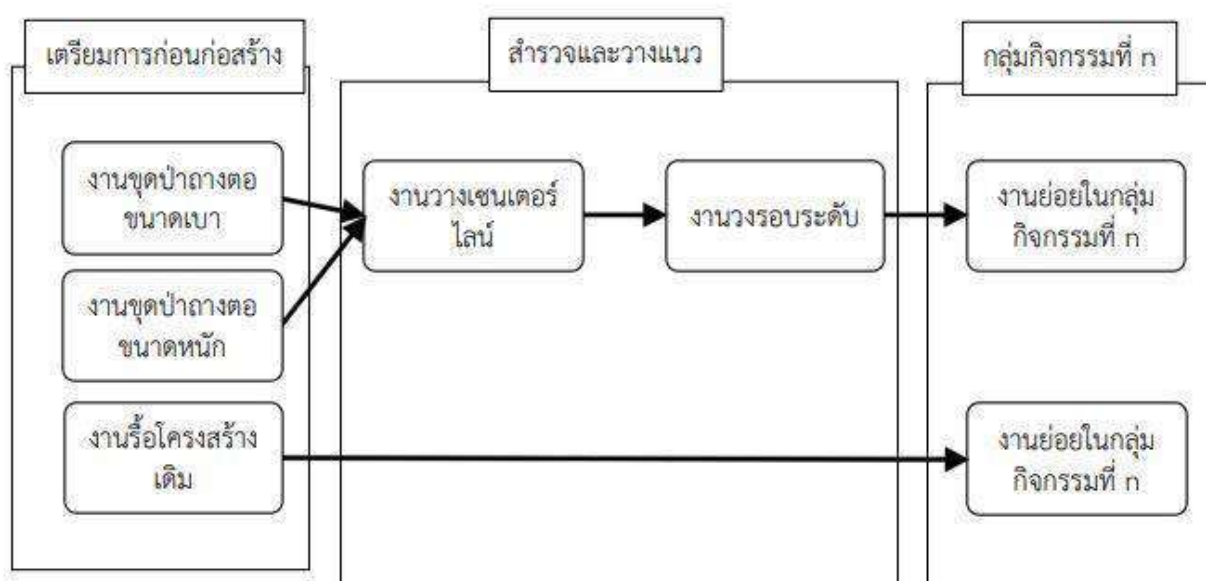 เตรียมการก่อนก่อสร้าง
สำรวจและวางแนว
กลุ่มกิจกรรมที่ n
งานขุดป่าถางตอ
ขนาดเบา
งานวางเซนเตอร์
ไลน์
งานวงรอบระดับ
งานย่อยในกลุ่ม
กิจกรรมที่ n
งานขุดป่าถางตอ
ขนาดหนัก
งานรื้อโครงสร้าง
เดิม
งานย่อยในกลุ่ม
กิจกรรมที่ n